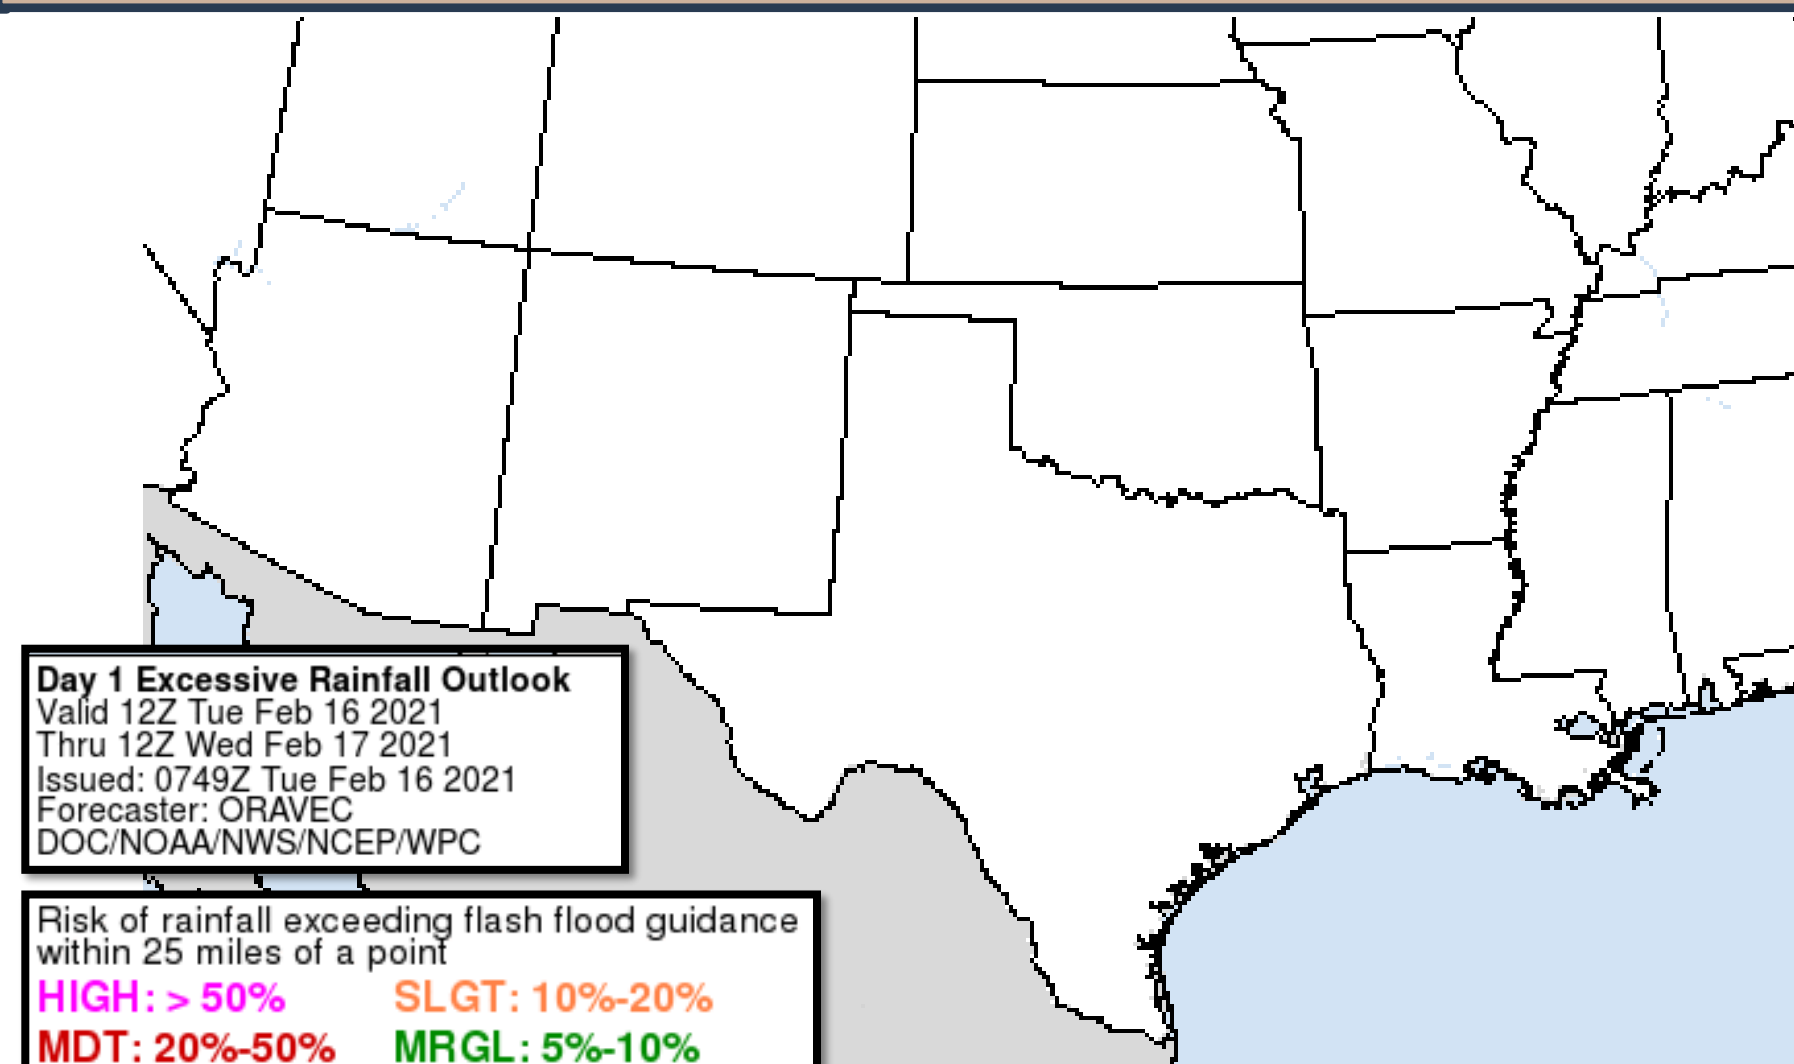 Day 1 Excessive Rainfall Outlook
Valid 12Z Tue Feb 16 2021
Thru 12Z Wed Feb 17 2021
Issued: 0749Z Tue Feb 16 2021
Forecaster: ORAVEC
DOC/NOAA/NWS/NCEP/WPC
Risk of rainfall exceeding flash flood guidance
within 25 miles of a point
HIGH: > 50% SLGT: 10%-20%
MDT: 20%-50% MRGL: 5%-10%